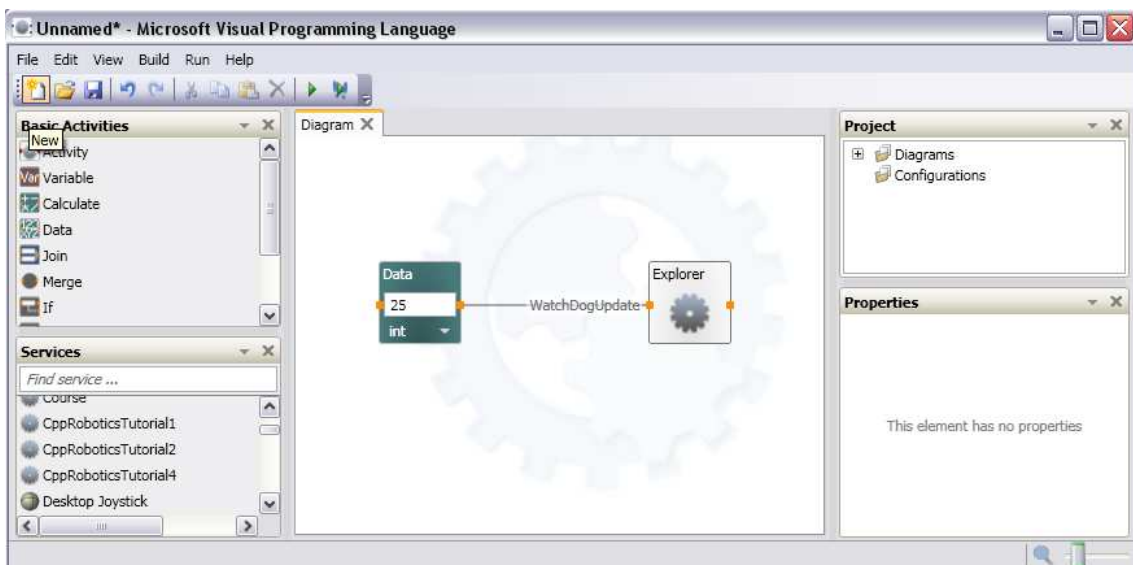 Unnamed* - Microsoft Visual Programming Language
File Edit View Build Run Help
Basic Activities
New
Activity
Variable
Calculate
Data
Join
Merge
If
Services
Find service ...
Course
CppRoboticsTutorial1
CppRoboticsTutorial2
CppRoboticsTutorial4
Desktop Joystick
Diagram
Data
25
int
WatchDogUpdate
Explorer
Project
Diagrams
Configurations
Properties
This element has no properties